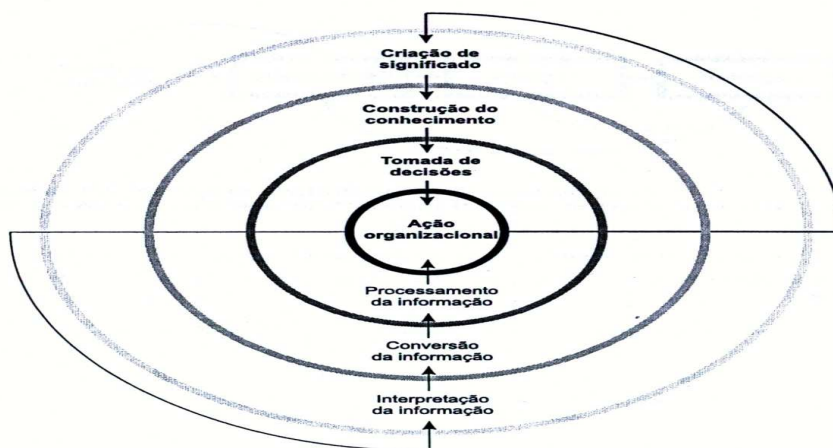 Criação de
significado
Construção do
conhecimento
Tomada de
decisões
Ação
organizacional
Processamento
da informação
Conversão
da informação
Interpretação
da informação